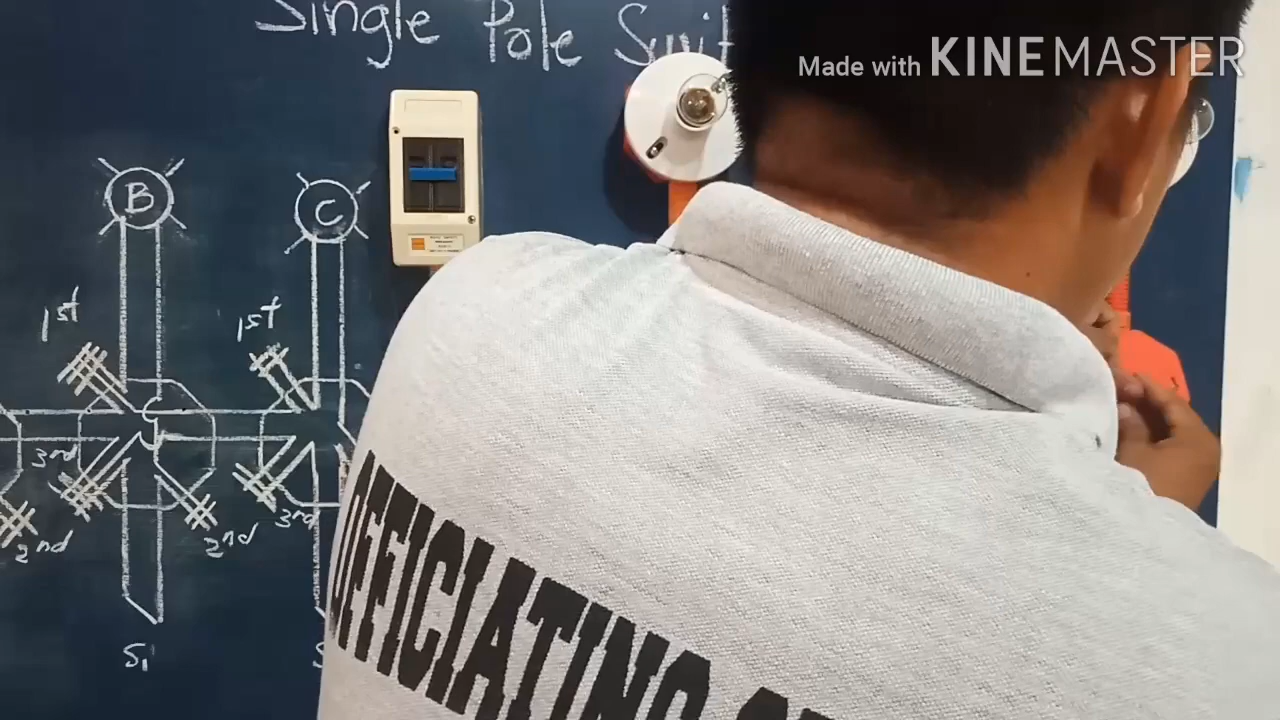 Single Pole Swit
Made with KINEMASTER
B
C
1st
1st
3rd
3rd
2nd
2nd
S1
S
OFFICIATING